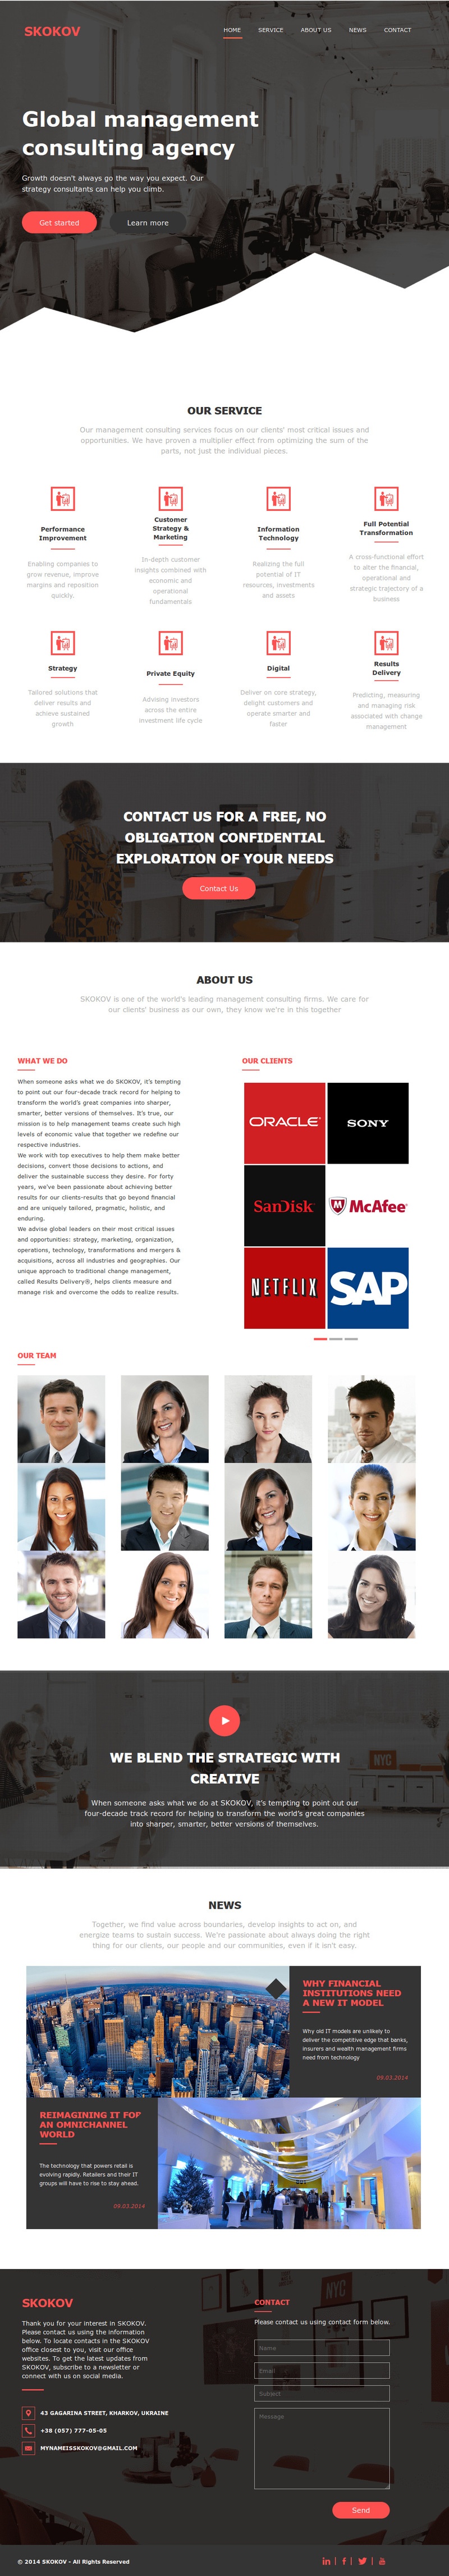 SKOKOV
HOME SERVICE ABOUT US NEWS CONTACT
Global management
consulting agency
Growth doesn't always go the way you expect. Our
strategy consultants can help you climb.
Get started Learn more
OUR SERVICE
Our management consulting services focus on our clients' most critical issues and
opportunities. We have proven a multiplier effect from optimizing the sum of the
parts, not just the individual pieces.
Performance
Improvement
Enabling companies to
grow revenue, improve
margins and reposition
quickly.
Customer
Strategy &
Marketing
In-depth customer
insights combined with
economic and
operational
fundamentals
Information
Technology
Realizing the full
potential of IT
resources, investments
and assets
Full Potential
Transformation
A cross-functional effort
to alter the financial,
operational and
strategic trajectory of a
business
Strategy
Tailored solutions that
deliver results and
achieve sustained
growth
Private Equity
Advising investors
across the entire
investment life cycle
Digital
Deliver on core strategy,
delight customers and
operate smarter and
faster
Results
Delivery
Predicting, measuring
and managing risk
associated with change
management
CONTACT US FOR A FREE, NO
OBLIGATION CONFIDENTIAL
EXPLORATION OF YOUR NEEDS
Contact Us
ABOUT US
SKOKOV is one of the world's leading management consulting firms. We care for
our clients' business as our own, they know we're in this together
WHAT WE DO
When someone asks what we do SKOKOV, it's tempting
to point out our four-decade track record for helping to
transform the world's great companies into sharper,
smarter, better versions of themselves. It's true, our
mission is to help management teams create such high
levels of economic value that together we redefine our
respective industries.
We work with top executives to help them make better
decisions, convert those decisions to actions, and
deliver the sustainable success they desire. For forty
years, we've been passionate about achieving better
results for our clients-results that go beyond financial
and are uniquely tailored, pragmatic, holistic, and
enduring.
We advise global leaders on their most critical issues
and opportunities: strategy, marketing, organization,
operations, technology, transformations and mergers &
acquisitions, across all industries and geographies. Our
unique approach to traditional change management,
called Results Delivery®, helps clients measure and
manage risk and overcome the odds to realize results.
OUR CLIENTS
ORACLE®
SONY
SanDisk
McAfee®
NETFLIX
SAP
OUR TEAM
WE BLEND THE STRATEGIC WITH
CREATIVE
When someone asks what we do at SKOKOV, it's tempting to point out our
four-decade track record for helping to transform the world's great companies
into sharper, smarter, better versions of themselves.
NYC
NEWS
Together, we find value across boundaries, develop insights to act on, and
energize teams to sustain success. We're passionate about always doing the right
thing for our clients, our people and our communities, even if it isn't easy.
WHY FINANCIAL
INSTITUTIONS NEED
A NEW IT MODEL
Why old IT models are unlikely to
deliver the competitive edge that banks,
insurers and wealth management firms
need from technology
09.03.2014
REIMAGINING IT FOR
AN OMNICHANNEL
WORLD
The technology that powers retail is
evolving rapidly. Retailers and their IT
groups will have to rise to stay ahead.
09.03.2014
SKOKOV
Thank you for your interest in SKOKOV.
Please contact us using the information
below. To locate contacts in the SKOKOV
office closest to you, visit our office
websites. To get the latest updates from
SKOKOV, subscribe to a newsletter or
connect with us on social media.
43 GAGARINA STREET, KHARKOV, UKRAINE
+38 (057) 777-05-05
MYNAMEISSKOKOV@GMAIL.COM
NYC
CONTACT
Please contact us using contact form below.
Name
Email
Subject
Message
Send
© 2014 SKOKOV - All Rights Reserved